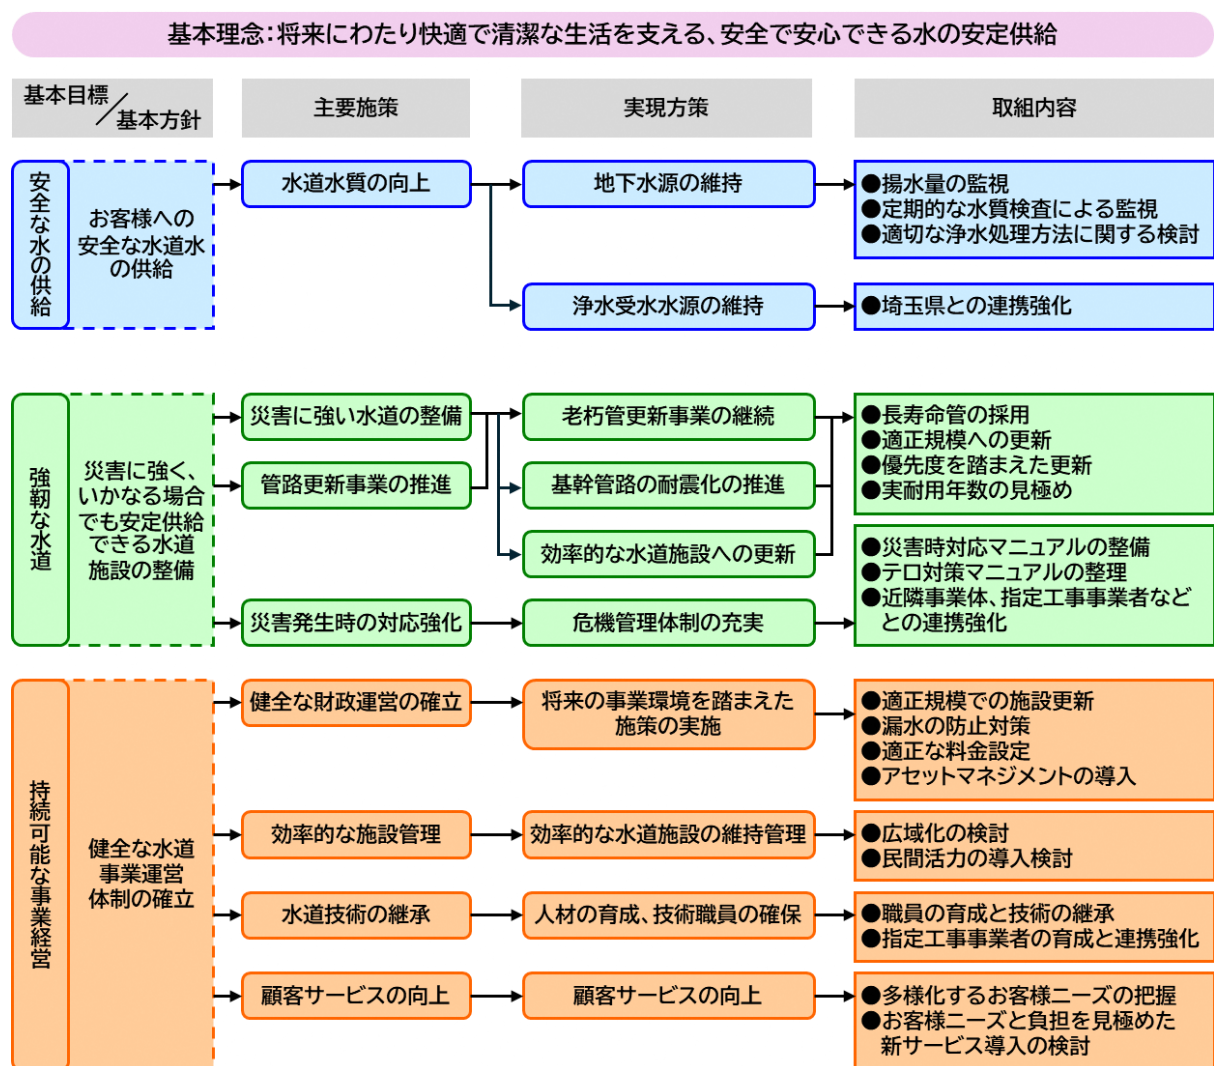 基本理念：将来にわたり快適で清潔な生活を支える、安全で安心できる水の安定供給
基本目標／基本方針
主要施策
実現方策
取組内容
安全な水の供給
お客様への
安全な水道水
の供給
水道水質の向上
地下水源の維持
●揚水量の監視
●定期的な水質検査による監視
●適切な浄水処理方法に関する検討
浄水受水水源の維持
●埼玉県との連携強化
強靭な水道
災害に強く、
いかなる場合
でも安定供給
できる水道
施設の整備
災害に強い水道の整備
老朽管更新事業の継続
●長寿命管の採用
●適正規模への更新
●優先度を踏まえた更新
●実耐用年数の見極め
管路更新事業の推進
基幹管路の耐震化の推進
効率的な水道施設への更新
災害発生時の対応強化
危機管理体制の充実
●災害時対応マニュアルの整備
●テロ対策マニュアルの整理
●近隣事業体、指定工事事業者など
との連携強化
持続可能な事業経営
健全な水道
事業運営
体制の確立
健全な財政運営の確立
将来の事業環境を踏まえた
施策の実施
●適正規模での施設更新
●漏水の防止対策
●適正な料金設定
●アセットマネジメントの導入
効率的な施設管理
効率的な水道施設の維持管理
●広域化の検討
●民間活力の導入検討
水道技術の継承
人材の育成、技術職員の確保
●職員の育成と技術の継承
●指定工事事業者の育成と連携強化
顧客サービスの向上
顧客サービスの向上
●多様化するお客様ニーズの把握
●お客様ニーズと負担を見極めた
新サービス導入の検討